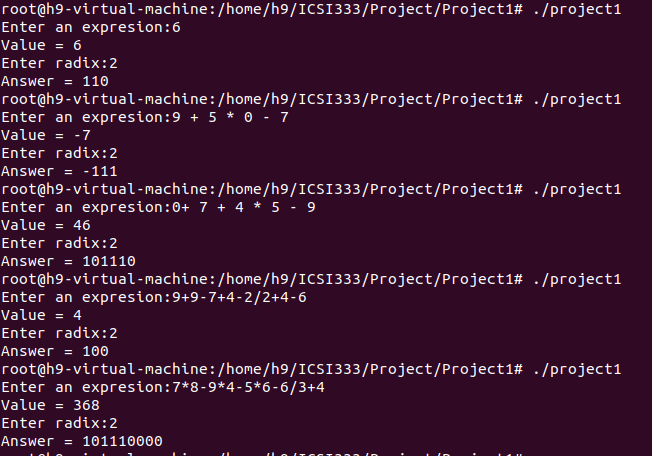 root@h9-virtual-machine:/home/h9/ICSI333/Project/Project1# ./project1
Enter an expresion:6
Value = 6
Enter radix:2
Answer = 110
root@h9-virtual-machine:/home/h9/ICSI333/Project/Project1# ./project1
Enter an expresion:9 + 5 * 0 - 7
Value = -7
Enter radix:2
Answer = -111
root@h9-virtual-machine:/home/h9/ICSI333/Project/Project1# ./project1
Enter an expresion:0+ 7 + 4 * 5 - 9
Value = 46
Enter radix:2
Answer = 101110
root@h9-virtual-machine:/home/h9/ICSI333/Project/Project1# ./project1
Enter an expresion:9+9-7+4-2/2+4-6
Value = 4
Enter radix:2
Answer = 100
root@h9-virtual-machine:/home/h9/ICSI333/Project/Project1# ./project1
Enter an expresion:7*8-9*4-5*6-6/3+4
Value = 368
Enter radix:2
Answer = 101110000